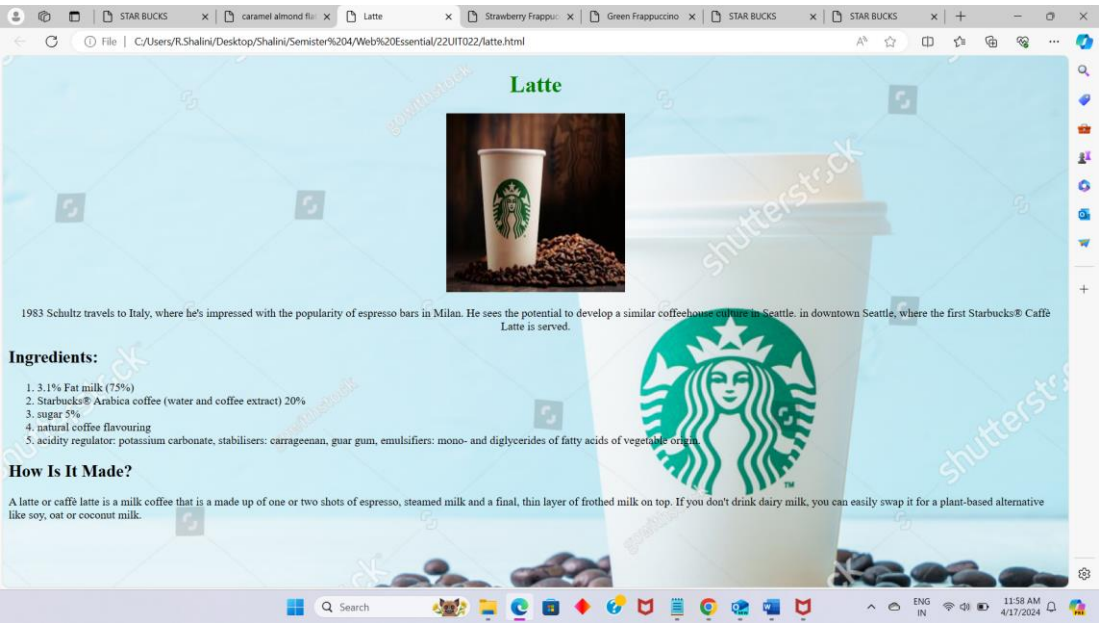 STAR BUCKS
caramel almond fla
Latte
Strawberry Frappuc
Green Frappuccino
STAR BUCKS
STAR BUCKS
File C:/Users/R.Shalini/Desktop/Shalini/Semister%204/Web%20Essential/22UIT022/latte.html
Latte
1983 Schultz travels to Italy, where he's impressed with the popularity of espresso bars in Milan. He sees the potential to develop a similar coffeehouse culture in Seattle. in downtown Seattle, where the first Starbucks® Caffè
Latte is served.
Ingredients:
1. 3.1% Fat milk (75%)
2. Starbucks® Arabica coffee (water and coffee extract) 20%
3. sugar 5%
4. natural coffee flavouring
5. acidity regulator: potassium carbonate, stabilisers: carrageenan, guar gum, emulsifiers: mono- and diglycerides of fatty acids of vegetable origin.
How Is It Made?
A latte or caffè latte is a milk coffee that is a made up of one or two shots of espresso, steamed milk and a final, thin layer of frothed milk on top. If you don't drink dairy milk, you can easily swap it for a plant-based alternative
like soy, oat or coconut milk.
shutterstock
shutterstock
TM
Search
ENG
IN
11:58 AM
4/17/2024